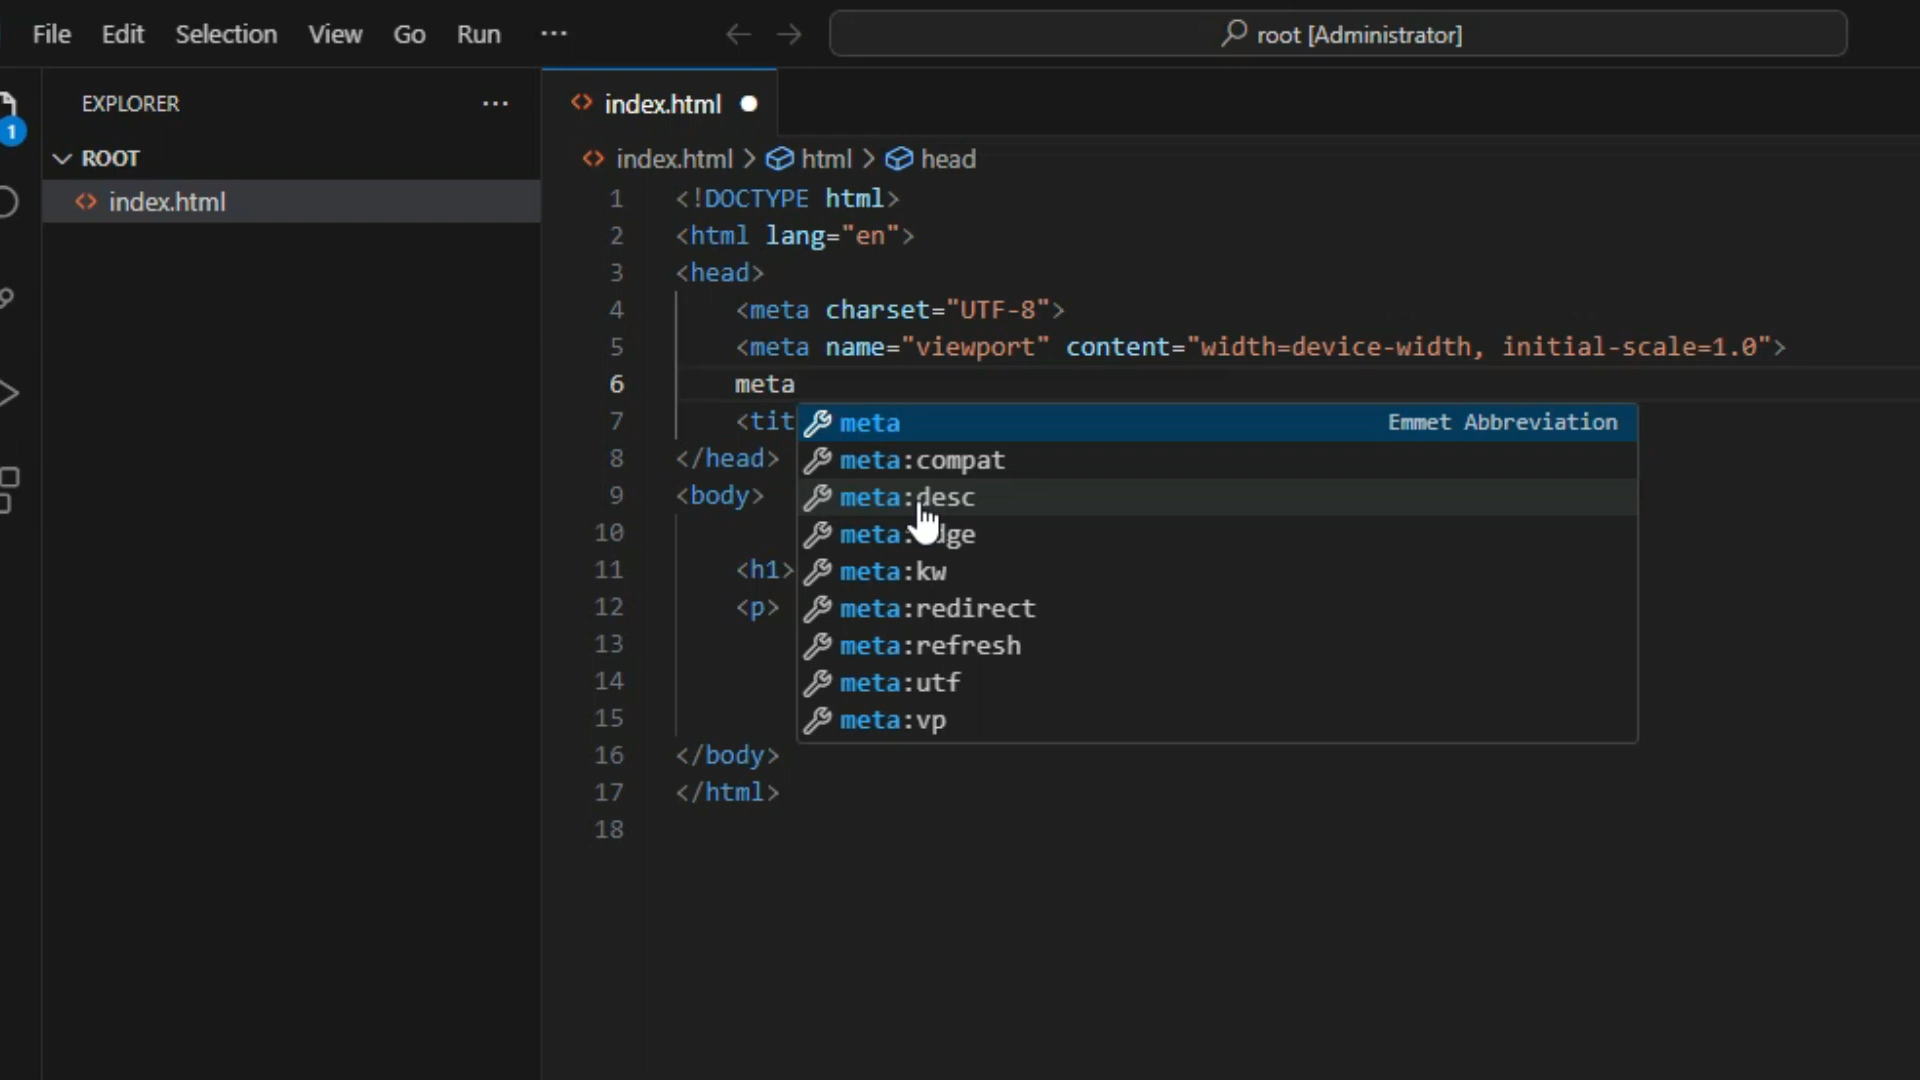 File Edit Selection View Go Run ···
root [Administrator]
EXPLORER ···
index.html
ROOT
index.html > html > head
index.html
1 <!DOCTYPE html>
2 <html lang="en">
3 <head>
4 <meta charset="UTF-8">
5 <meta name="viewport" content="width=device-width, initial-scale=1.0">
6 meta
7 <tit
meta Emmet Abbreviation
8 </head>
meta:compat
9 <body>
meta:desc
10
11 <h1>
meta:kw
12 <p>
meta:redirect
13
meta:refresh
14
meta:utf
15
meta:vp
16 </body>
17 </html>
18
1